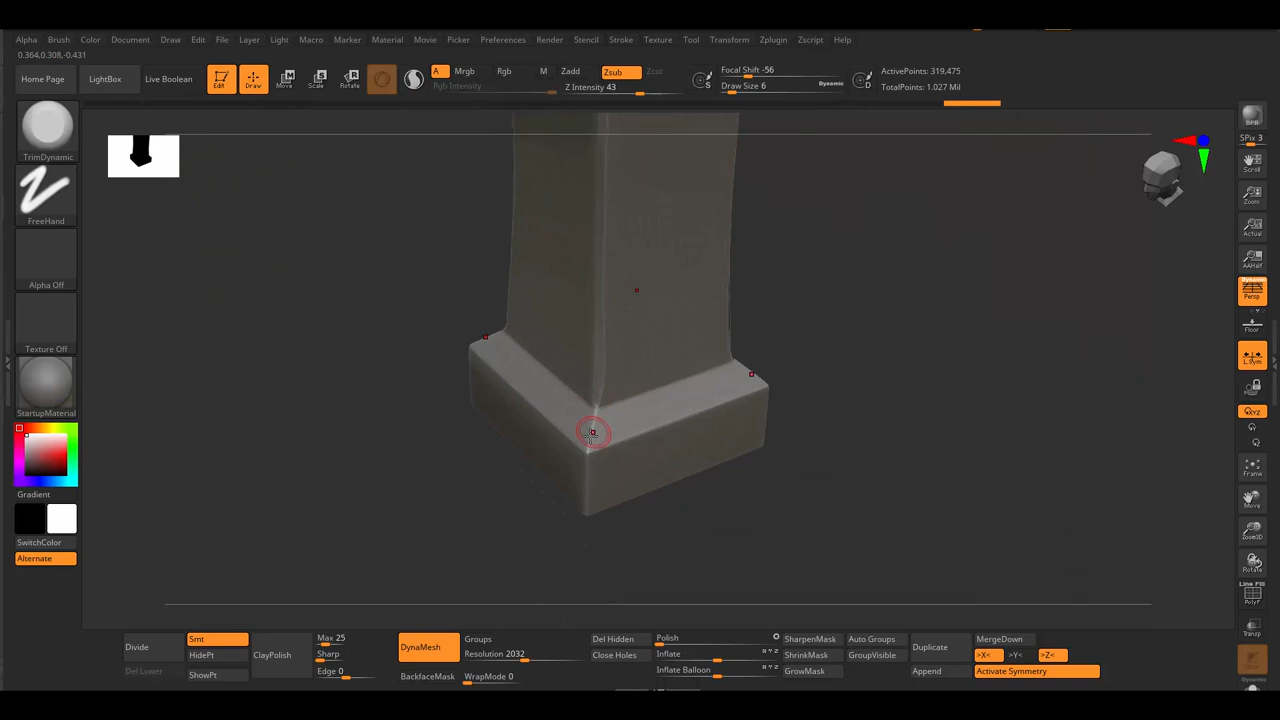 Alpha Brush Color Document Draw Edit File Layer Light Macro Marker Material Movie Picker Preferences Render Stencil Stroke Texture Tool Transform Zplugin Zscript Help
0.364,0.308,-0.431
Home Page LightBox Live Boolean Edit Draw Move Scale Rotate
A Mrgb Rgb M Zadd Zsub Zcut
Rgb Intensity Z Intensity 43
Focal Shift -56
Draw Size 6 Dynamic
ActivePoints: 319,475
TotalPoints: 1.027 Mil
TrimDynamic
FreeHand
Alpha Off
Texture Off
StartupMaterial
Gradient
SwitchColor
Alternate
BPR
SPix 3
Scroll
Zoom
Actual
AAHalf
Dynamic
Persp
Floor
L.Sym
XYZ
Frame
Move
Zoom3D
Rotate
Line Fill
PolyF
Transp
Dynamic
Divide Smt Max 25 DynaMesh Groups Del Hidden Polish SharpenMask Auto Groups Duplicate MergeDown
HidePt ClayPolish Sharp Resolution 2032 Close Holes Inflate ShrinkMask GroupVisible >X< >Y< >Z<
Del Lower ShowPt Edge 0 BackfaceMask WrapMode 0 Inflate Balloon GrowMask Append Activate Symmetry